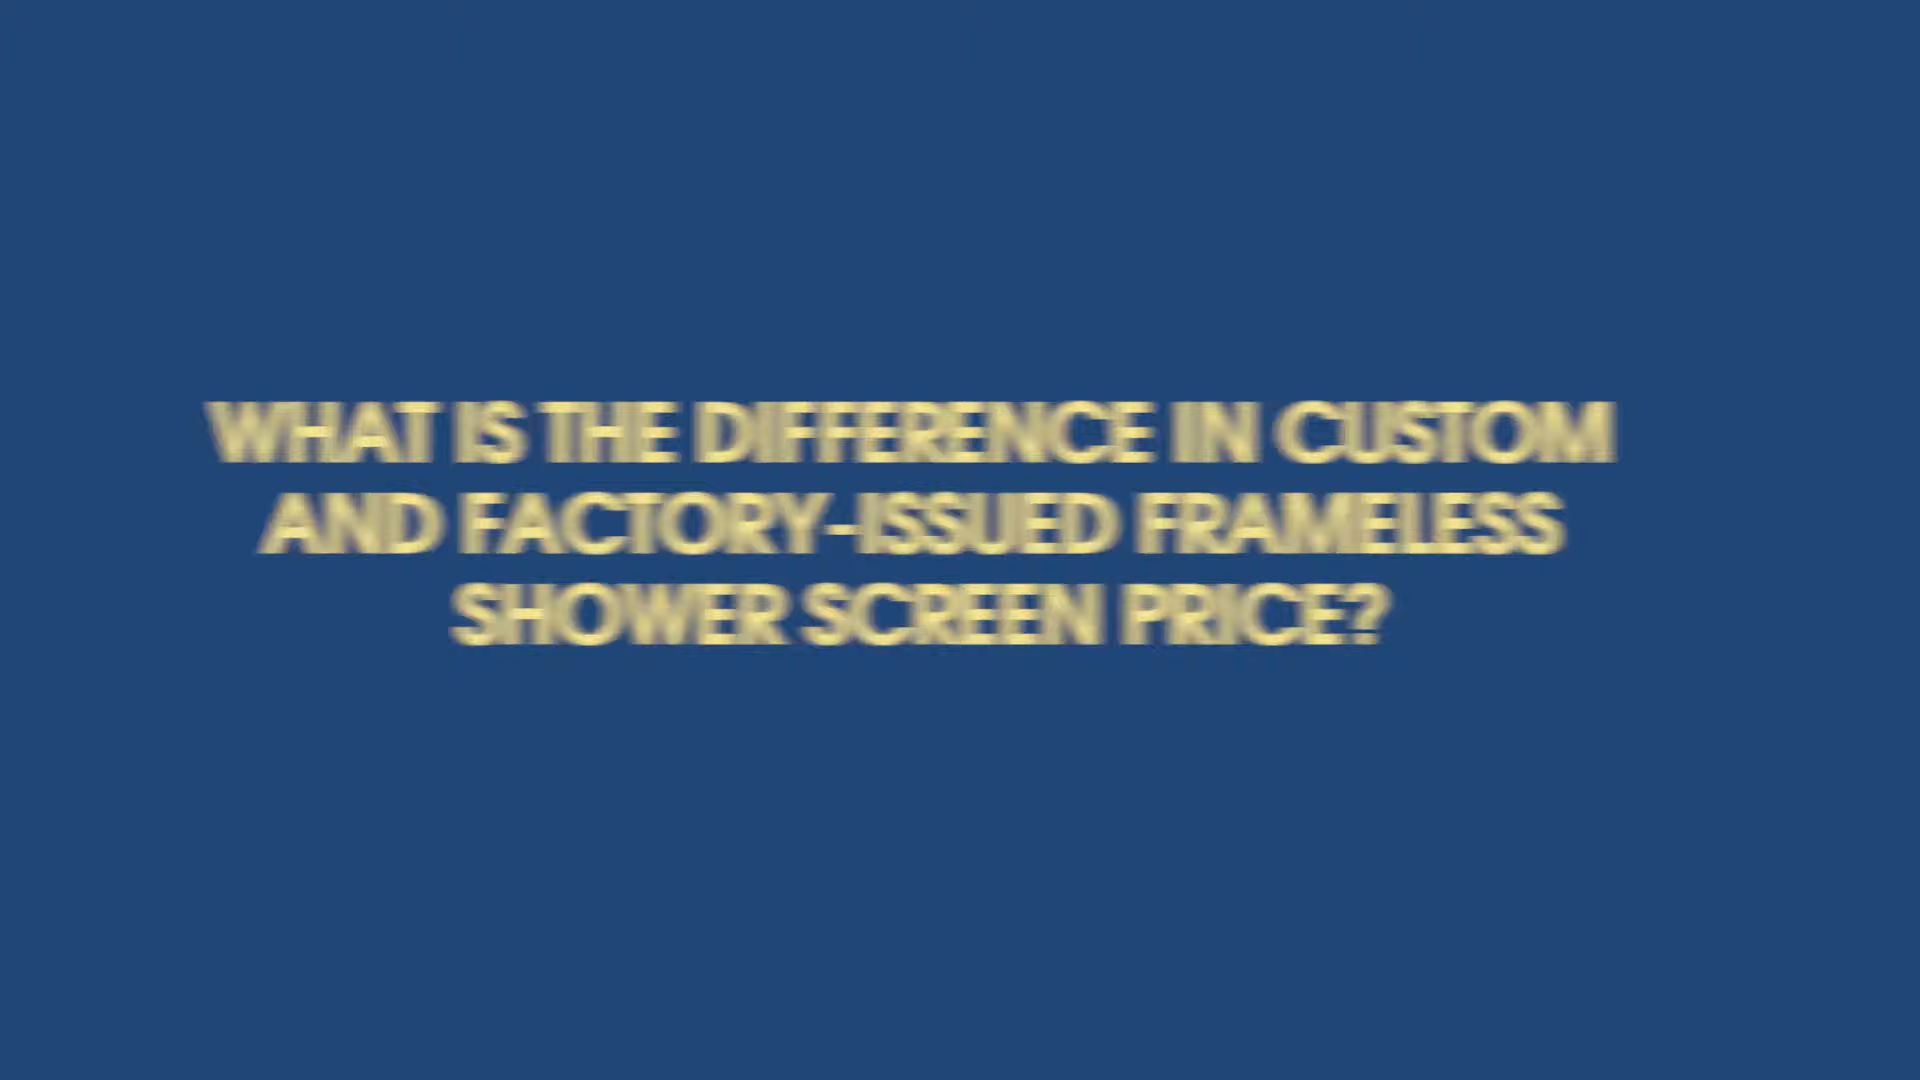 WHAT IS THE DIFFERENCE IN CUSTOM
AND FACTORY-ISSUED FRAMELESS
SHOWER SCREEN PRICE?